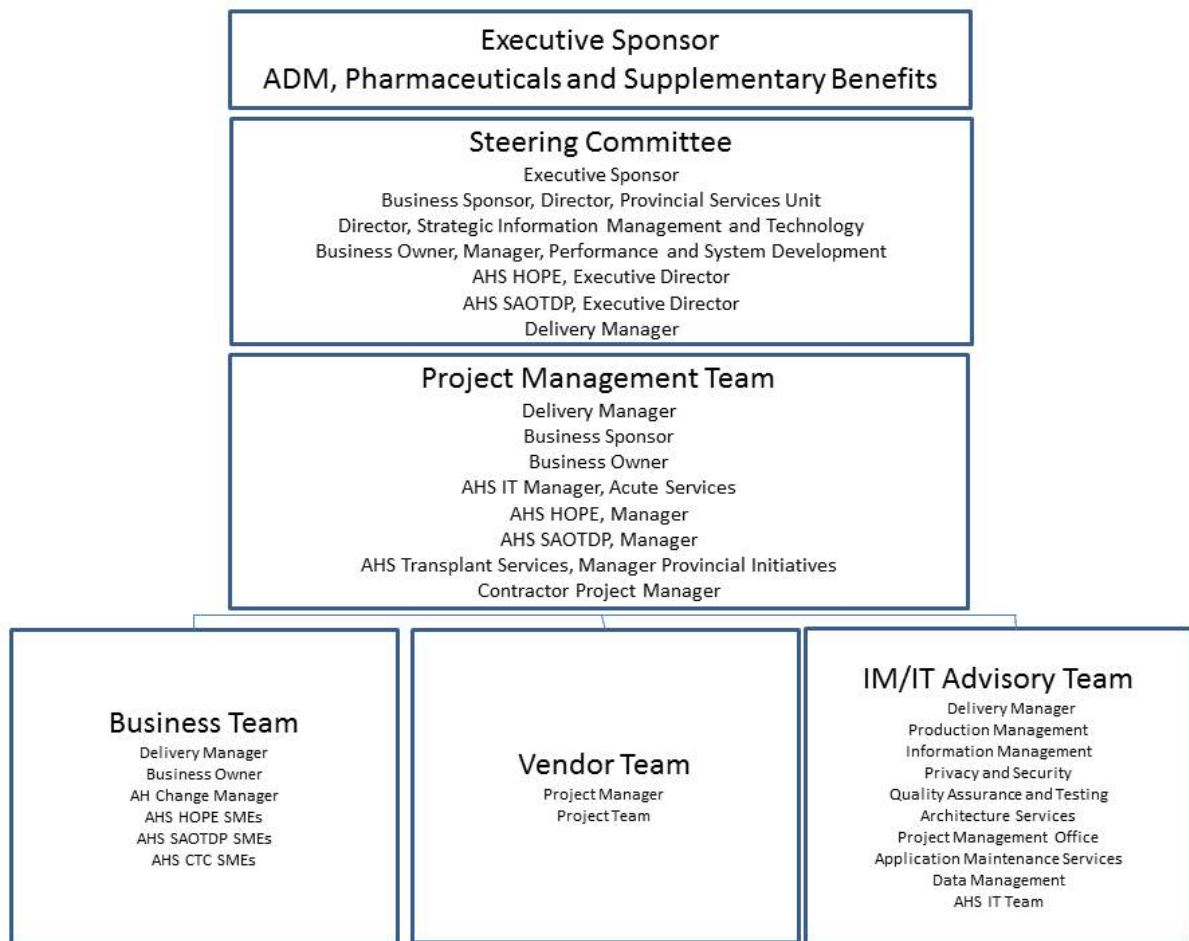 Executive Sponsor
ADM, Pharmaceuticals and Supplementary Benefits
Steering Committee
Executive Sponsor
Business Sponsor, Director, Provincial Services Unit
Director, Strategic Information Management and Technology
Business Owner, Manager, Performance and System Development
AHS HOPE, Executive Director
AHS SAOTDP, Executive Director
Delivery Manager
Project Management Team
Delivery Manager
Business Sponsor
Business Owner
AHS IT Manager, Acute Services
AHS HOPE, Manager
AHS SAOTDP, Manager
AHS Transplant Services, Manager Provincial Initiatives
Contractor Project Manager
Business Team
Delivery Manager
Business Owner
AH Change Manager
AHS HOPE SMEs
AHS SAOTDP SMEs
AHS CTC SMEs
Vendor Team
Project Manager
Project Team
IM/IT Advisory Team
Delivery Manager
Production Management
Information Management
Privacy and Security
Quality Assurance and Testing
Architecture Services
Project Management Office
Application Maintenance Services
Data Management
AHS IT Team